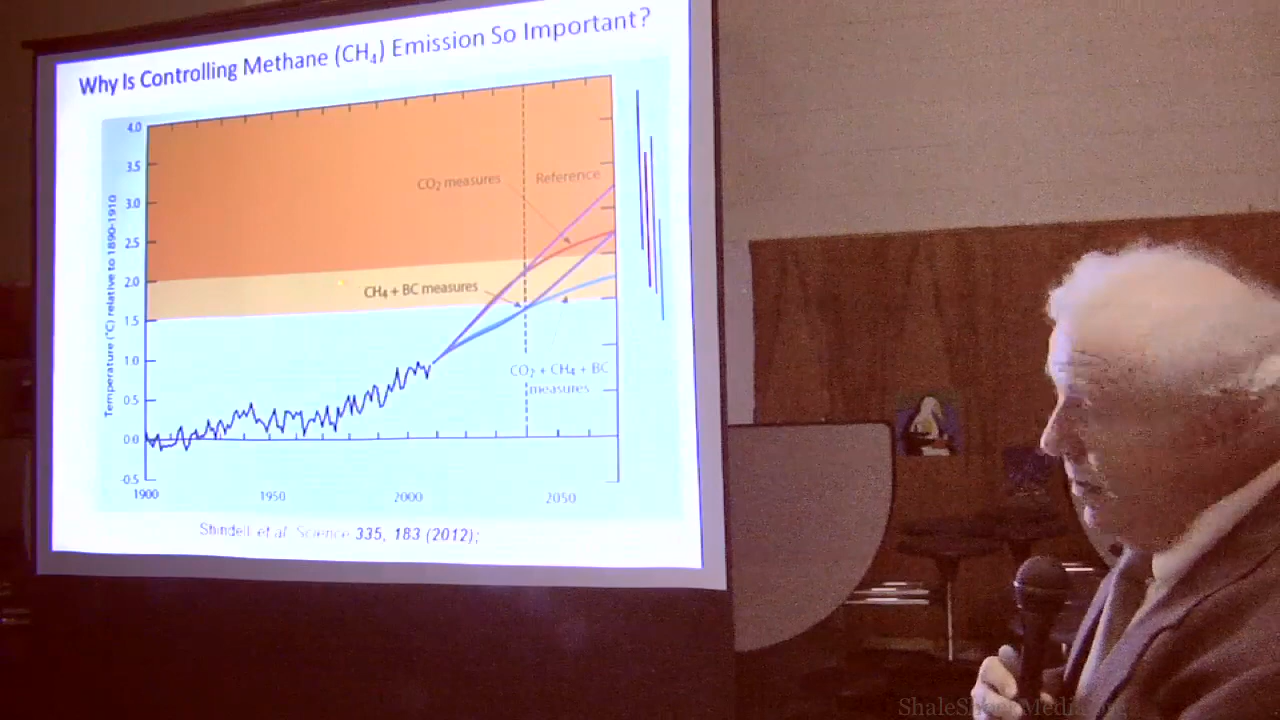 Why Is Controlling Methane (CH₄) Emission So Important?
4.0
3.5
3.0
2.5
2.0
1.5
1.0
0.5
0.0
-0.5
Temperature (°C) relative to 1890-1910
CO₂ measures
Reference
CH₄ + BC measures
CO₂ + CH₄ + BC
measures
1900
1950
2000
2050
Shindell et al. Science 335, 183 (2012);